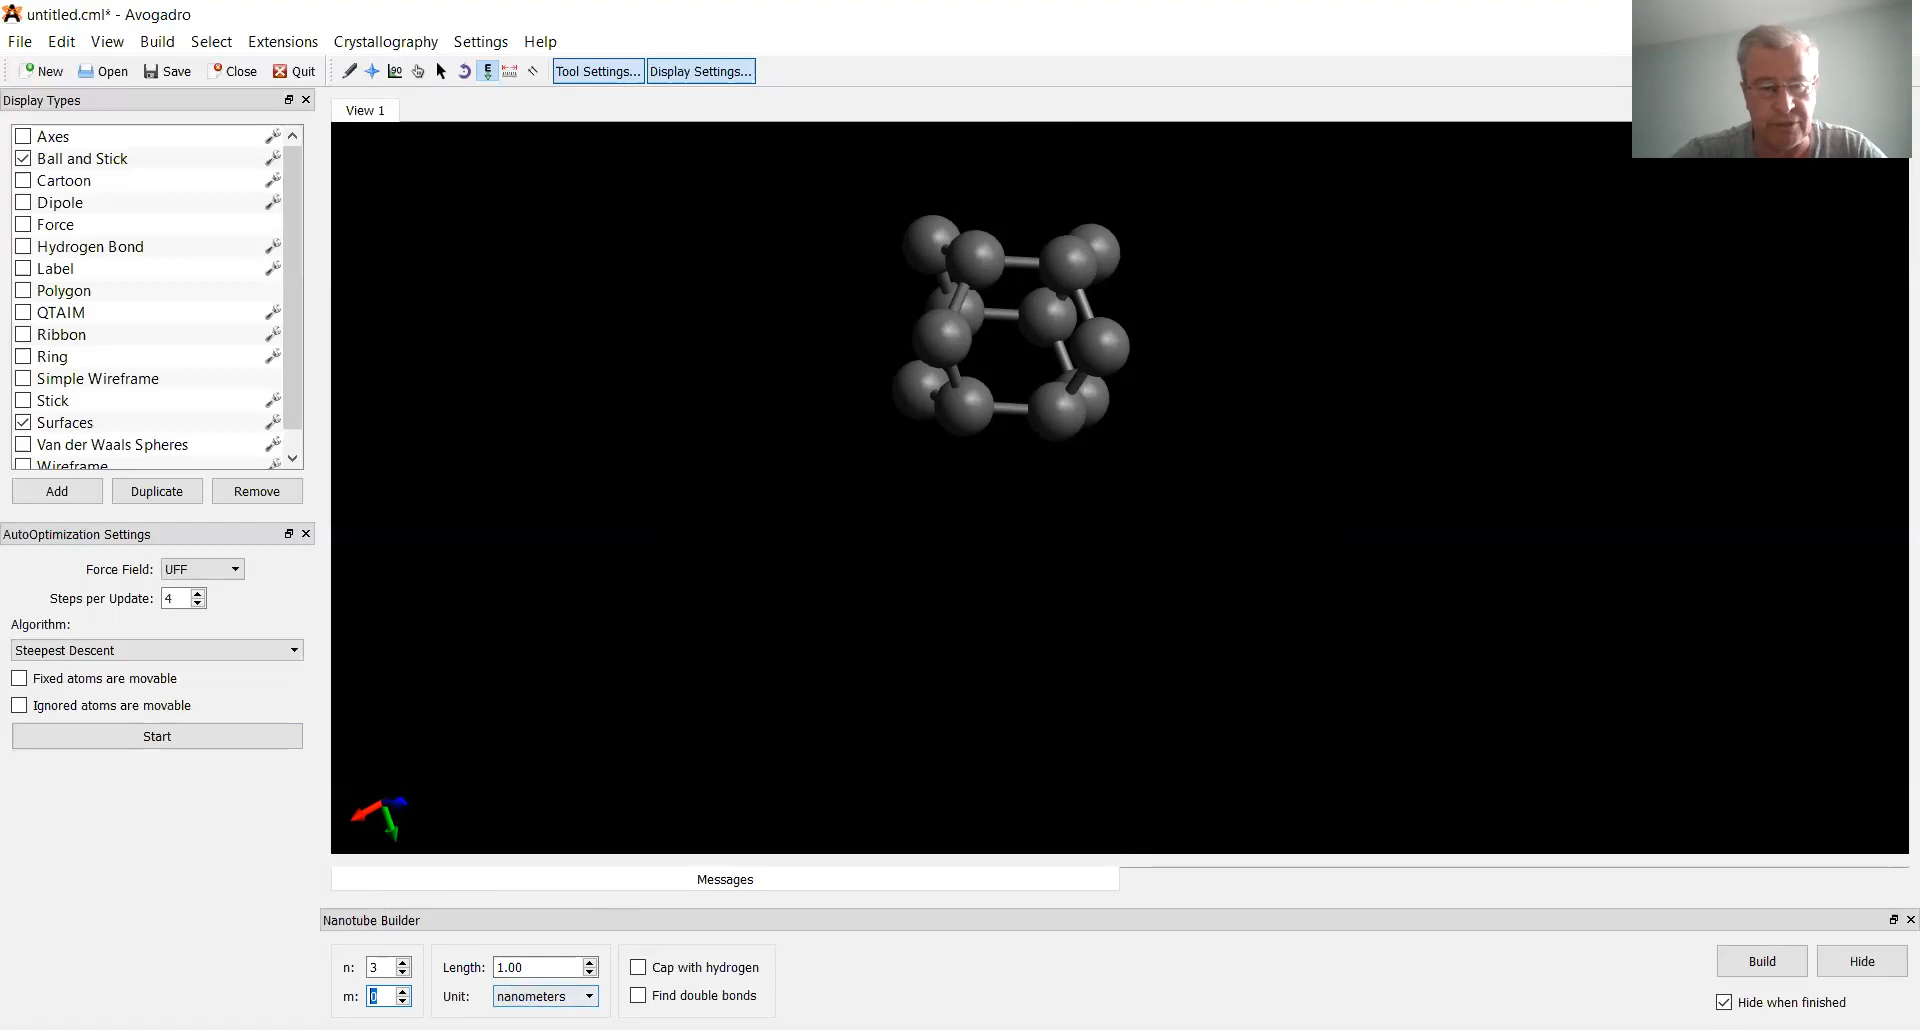 untitled.cml* - Avogadro
File Edit View Build Select Extensions Crystallography Settings Help
New Open Save Close Quit 90 E Tool Settings... Display Settings...
Display Types
View 1
Axes
Ball and Stick
Cartoon
Dipole
Force
Hydrogen Bond
Label
Polygon
QTAIM
Ribbon
Ring
Simple Wireframe
Stick
Surfaces
Van der Waals Spheres
Wireframe
Add Duplicate Remove
AutoOptimization Settings
Force Field: UFF
Steps per Update: 4
Algorithm:
Steepest Descent
Fixed atoms are movable
Ignored atoms are movable
Start
Messages
Nanotube Builder
n: 3 Length: 1.00 Cap with hydrogen Build Hide
m: 0 Unit: nanometers Find double bonds Hide when finished